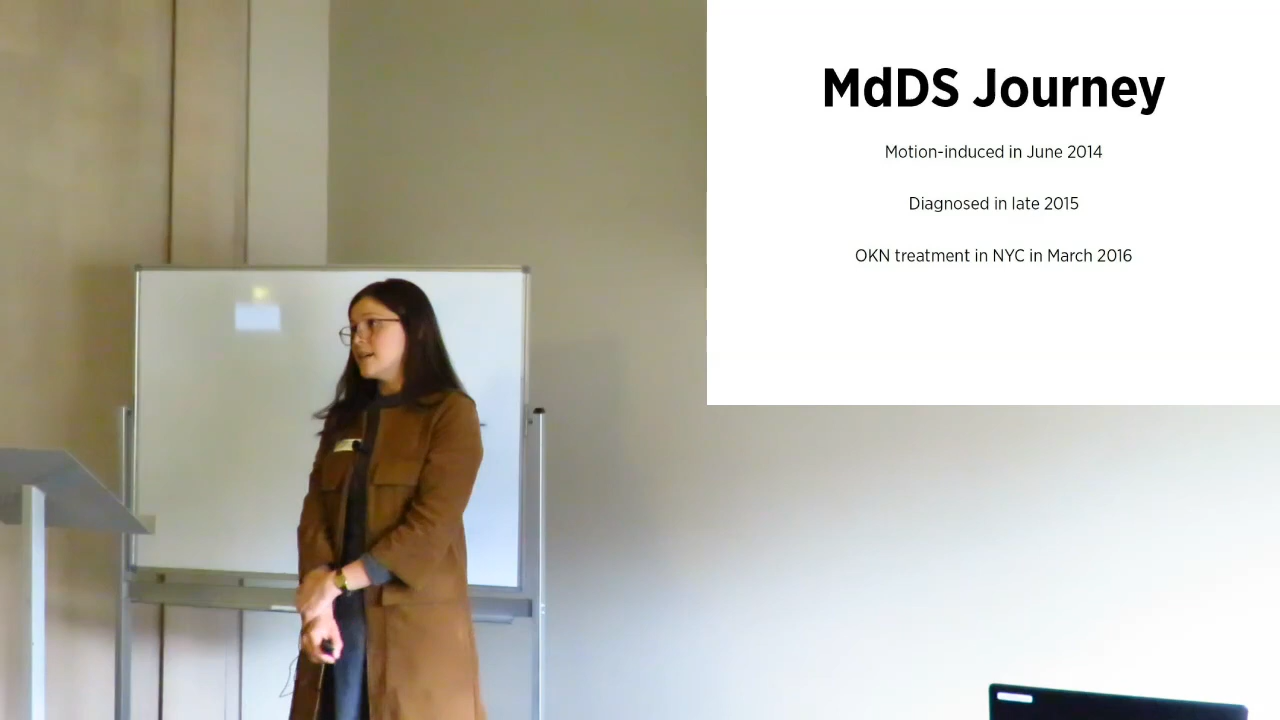 MdDS Journey
Motion-induced in June 2014
Diagnosed in late 2015
OKN treatment in NYC in March 2016